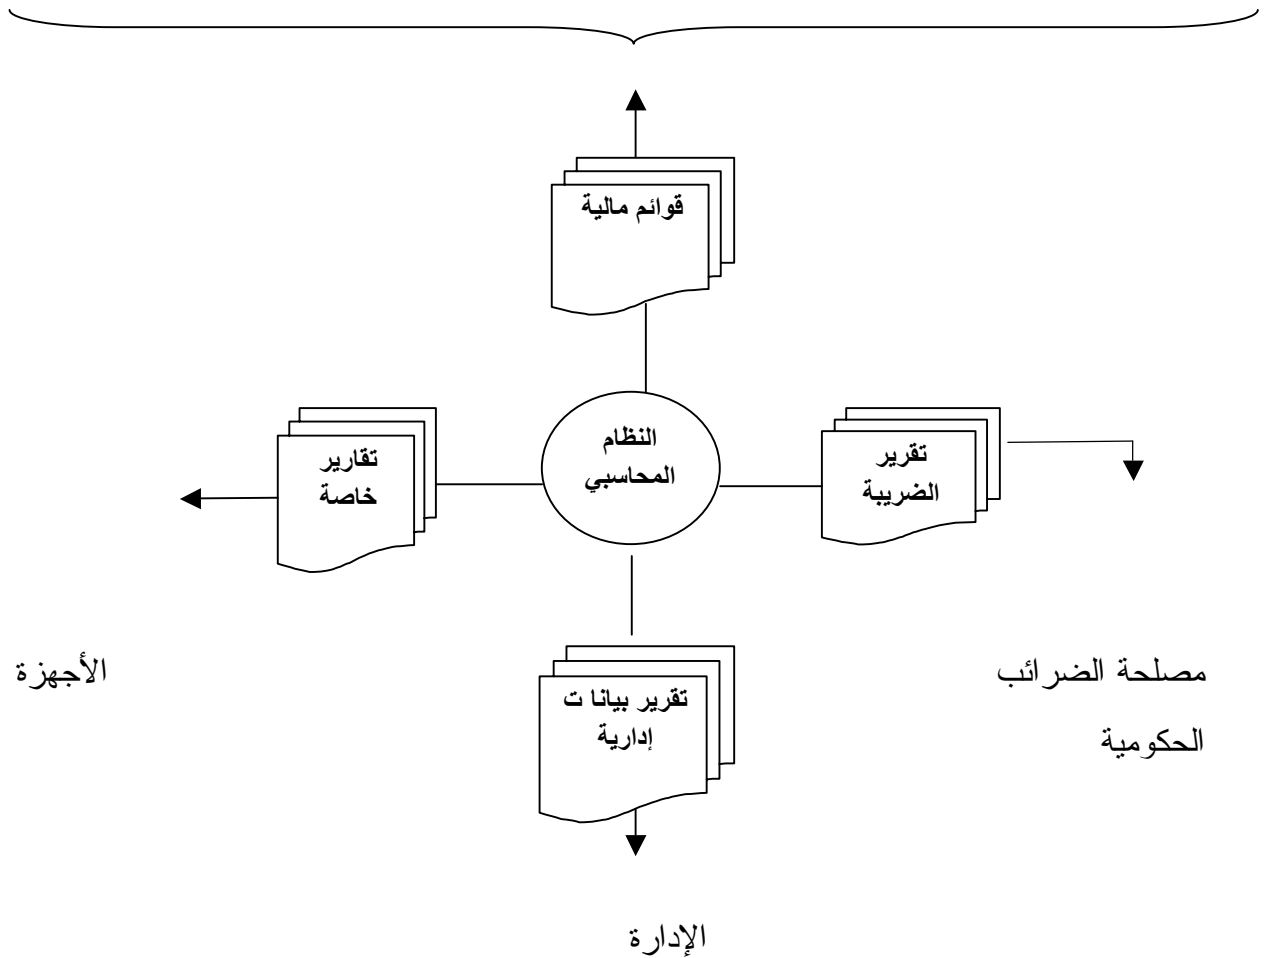 قوائم مالية
النظام
المحاسبي
تقرير
الضريبة
تقارير
خاصة
مصلحة الضرائب
الأجهزة
الحكومية
تقرير بيانا ت
إدارية
الإدارة